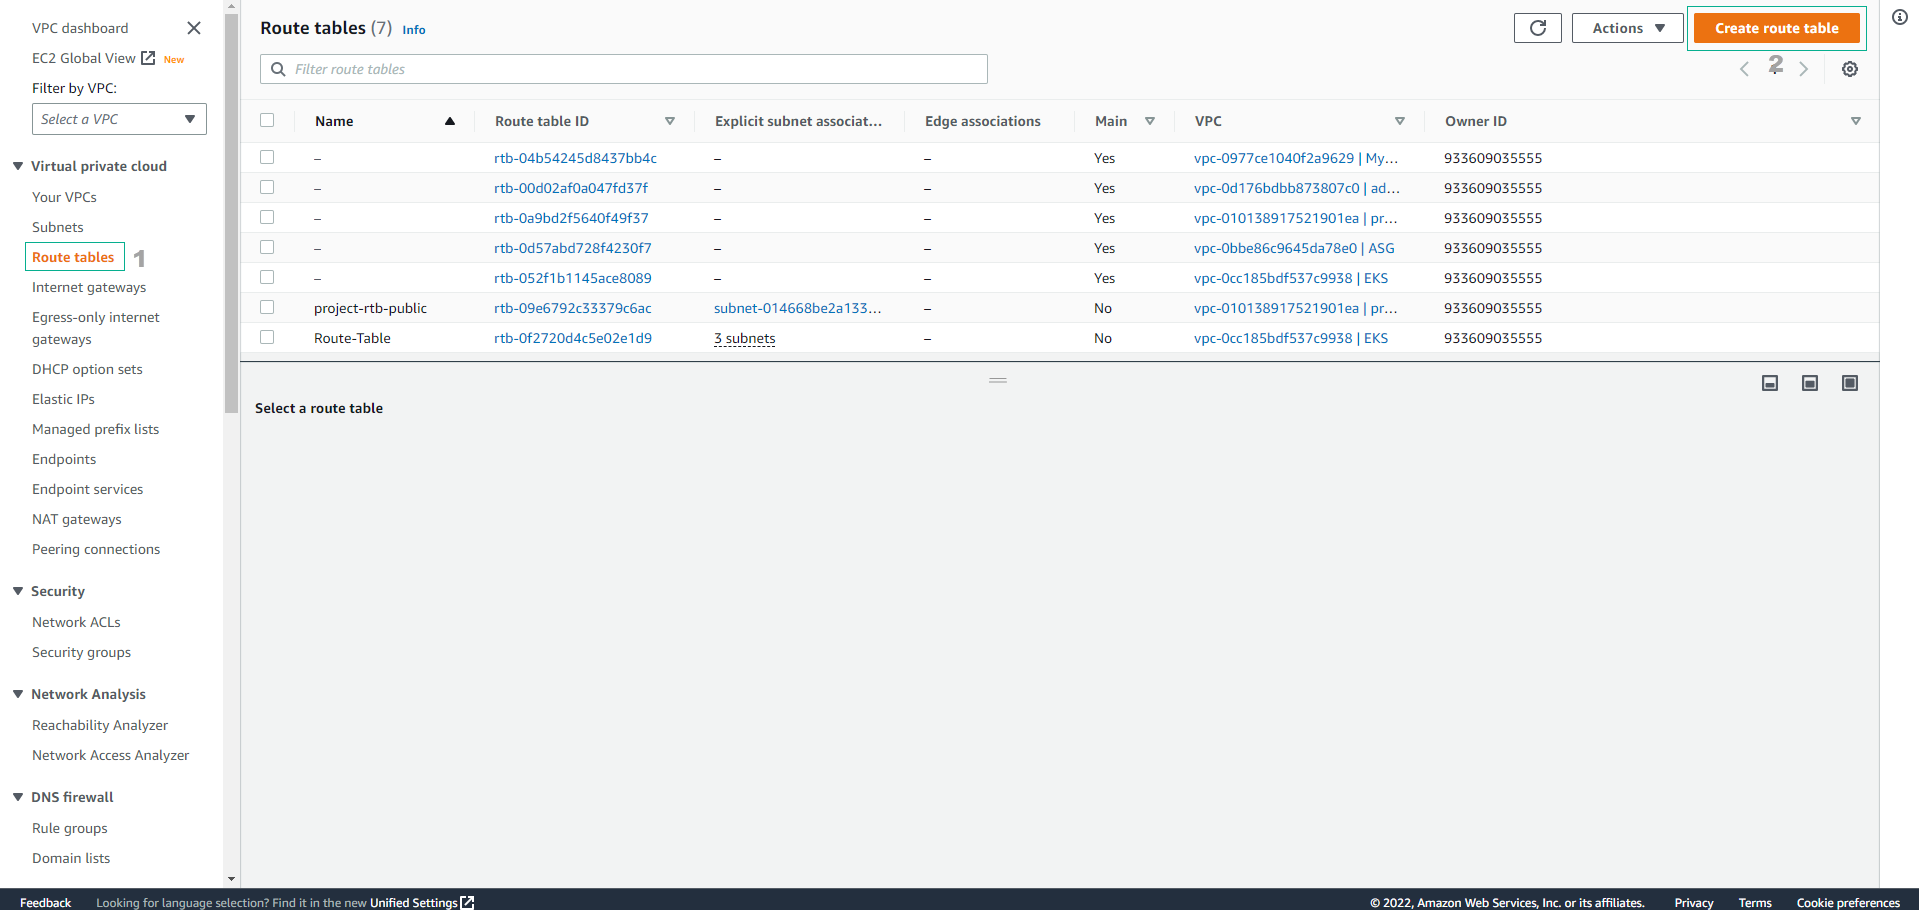 VPC dashboard
EC2 Global View New
Filter by VPC:
Select a VPC
Virtual private cloud
Your VPCs
Subnets
Route tables 1
Internet gateways
Egress-only internet
gateways
DHCP option sets
Elastic IPs
Managed prefix lists
Endpoints
Endpoint services
NAT gateways
Peering connections
Security
Network ACLs
Security groups
Network Analysis
Reachability Analyzer
Network Access Analyzer
DNS firewall
Rule groups
Domain lists
Route tables (7) Info
Actions
Create route table
Filter route tables
2
Name Route table ID Explicit subnet associat... Edge associations Main VPC Owner ID
– rtb-04b54245d8437bb4c – – Yes vpc-0977ce1040f2a9629 | My... 933609035555
– rtb-00d02af0a047fd37f – – Yes vpc-0d176bdbb873807c0 | ad... 933609035555
– rtb-0a9bd2f5640f49f37 – – Yes vpc-010138917521901ea | pr... 933609035555
– rtb-0d57abd728f4230f7 – – Yes vpc-0bbe86c9645da78e0 | ASG 933609035555
– rtb-052f1b1145ace8089 – – Yes vpc-0cc185bdf537c9938 | EKS 933609035555
project-rtb-public rtb-09e6792c33379c6ac subnet-014668be2a133... – No vpc-010138917521901ea | pr... 933609035555
Route-Table rtb-0f2720d4c5e02e1d9 3 subnets – No vpc-0cc185bdf537c9938 | EKS 933609035555
Select a route table
Feedback Looking for language selection? Find it in the new Unified Settings © 2022, Amazon Web Services, Inc. or its affiliates. Privacy Terms Cookie preferences